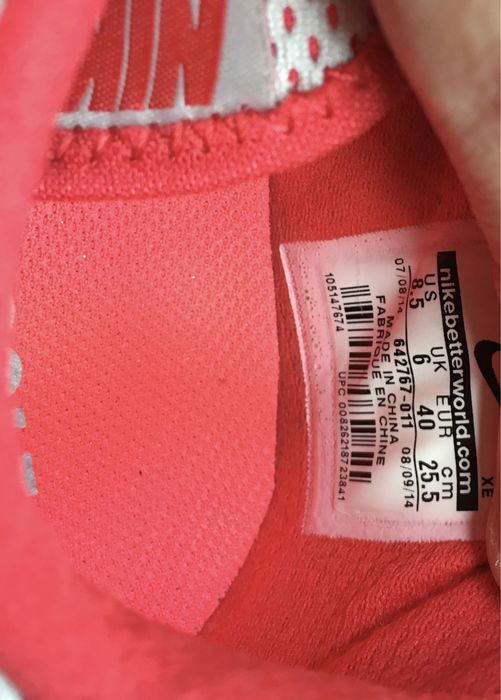 XE
nikebetterworld.com
US UK EUR cm
8.5 6 40 25.5
07/08/14 642767-011 08/09/14
MADE IN CHINA
FABRIQUE EN CHINE
105147674
UPC 00826218723841